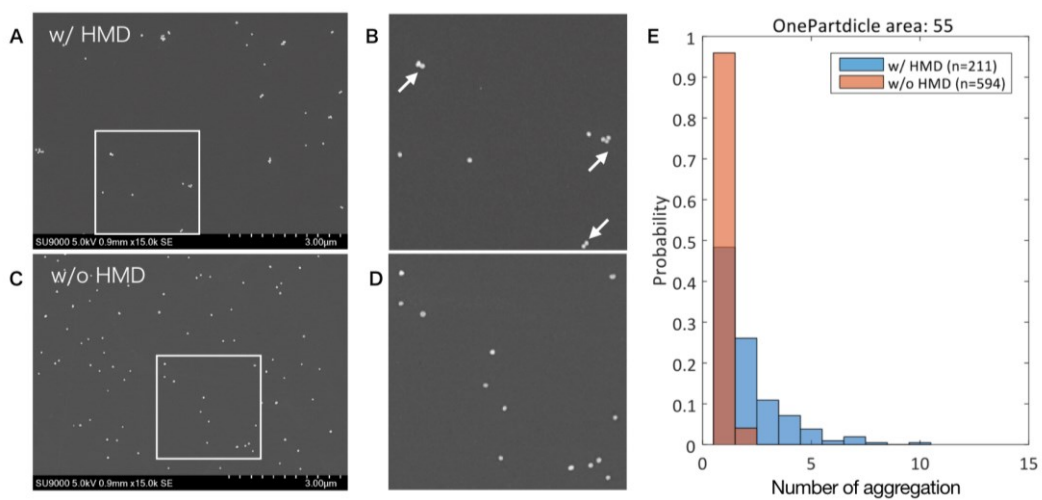 A
w/ HMD
SU9000 5.0kV 0.9mm x15.0k SE
3.00μm
B
C
w/o HMD
SU9000 5.0kV 0.9mm x15.0k SE
3.00μm
D
E
OnePartdicle area: 55
w/ HMD (n=211)
w/o HMD (n=594)
1
0.9
0.8
0.7
0.6
0.5
0.4
0.3
0.2
0.1
0
Probability
0 5 10 15
Number of aggregation